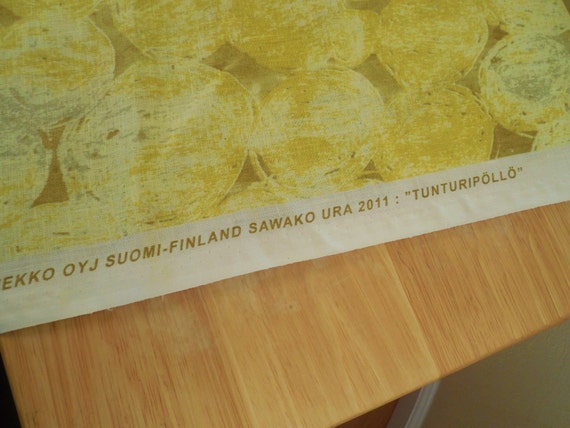 EKKO OYJ SUOMI-FINLAND SAWAKO URA 2011 : "TUNTURIPÖLLÖ"